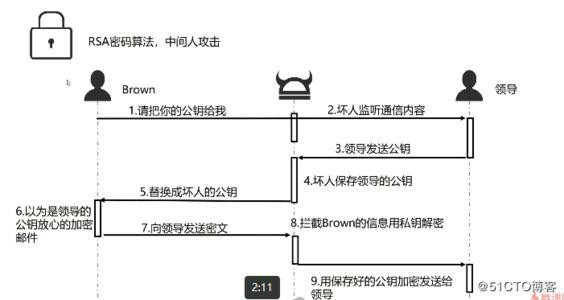 RSA密码算法，中间人攻击
Brown
领导
1.请把你的公钥给我
2.坏人监听通信内容
3.领导发送公钥
4.坏人保存领导的公钥
5.替换成坏人的公钥
6.以为是领导的
公钥放心的加密
邮件
7.向领导发送密文
8.拦截Brown的信息用私钥解密
9.用保存好的公钥加密发送给
领导
2:11
@51CTO博客